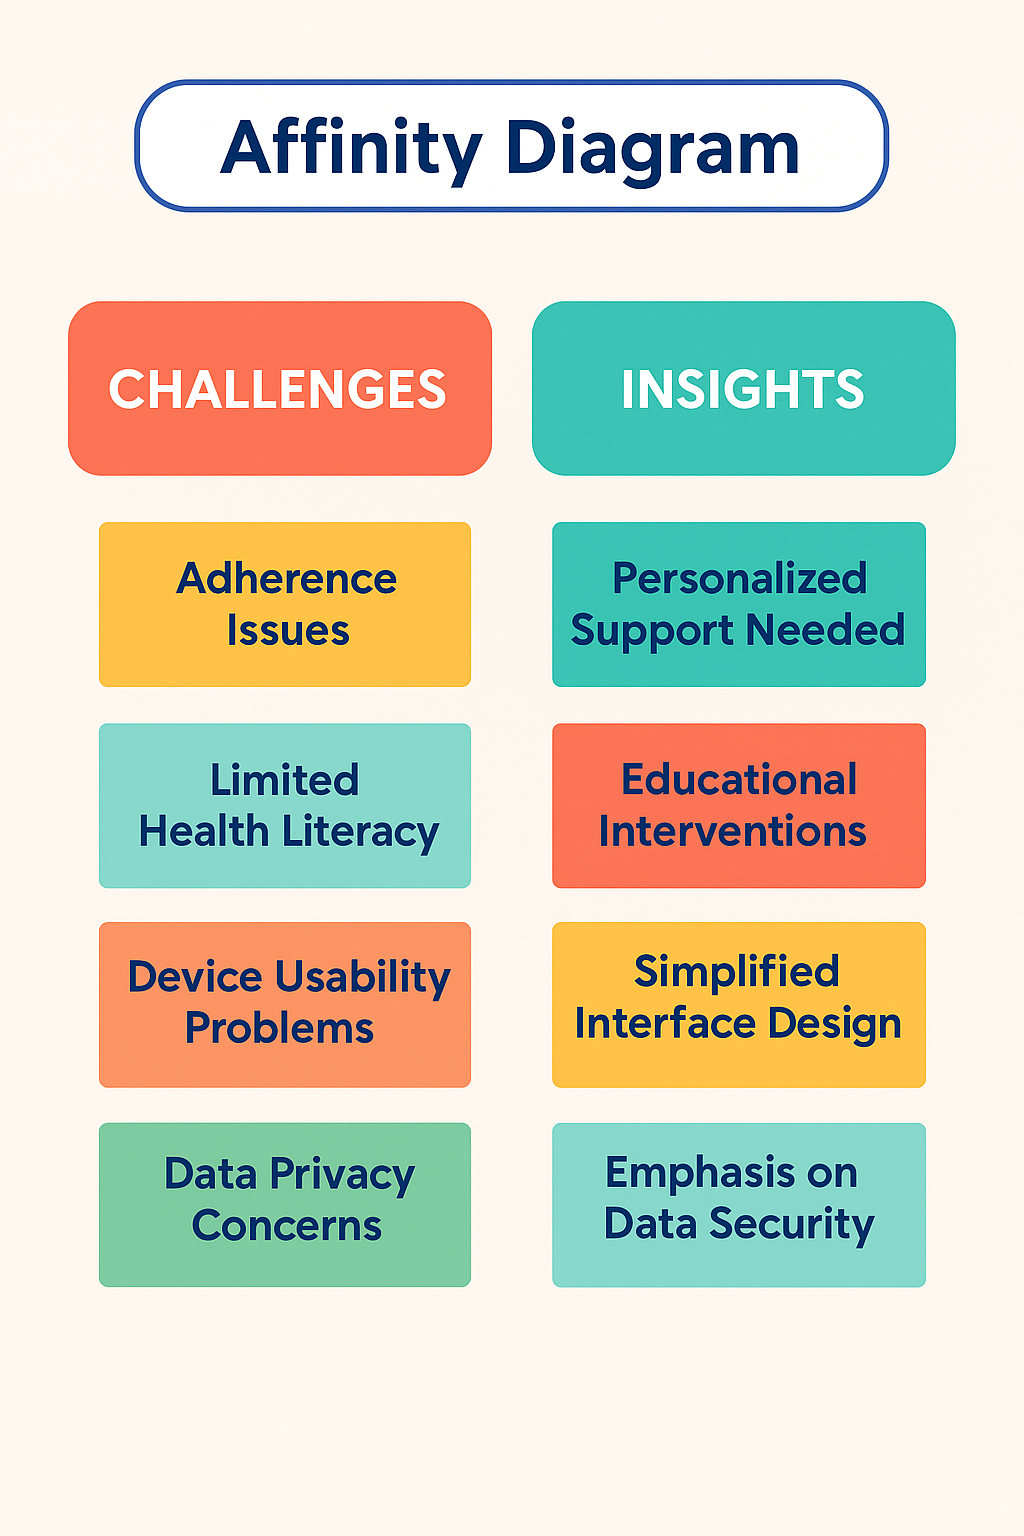 Affinity Diagram
CHALLENGES
Adherence
Issues
Limited
Health Literacy
Device Usability
Problems
Data Privacy
Concerns
INSIGHTS
Personalized
Support Needed
Educational
Interventions
Simplified
Interface Design
Emphasis on
Data Security